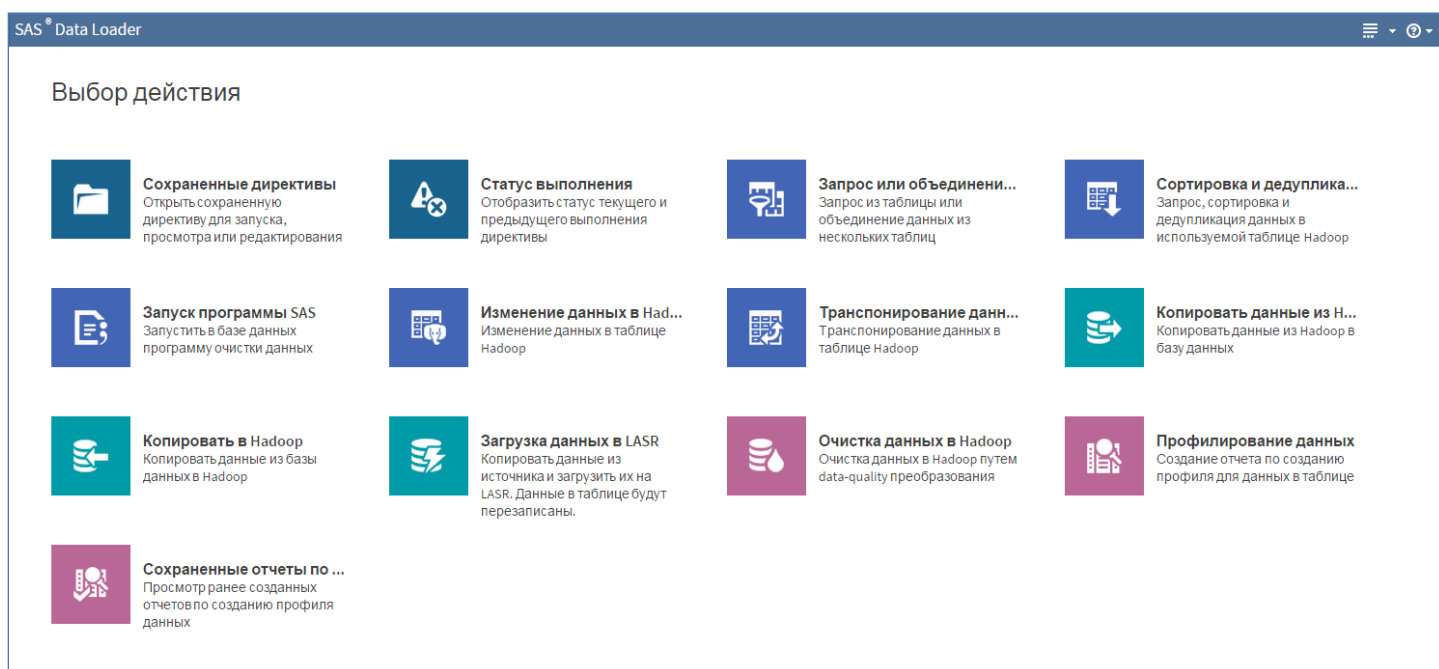 SAS® Data Loader
Выбор действия
Сохраненные директивы
Открыть сохраненную
директиву для запуска,
просмотра или редактирования
Статус выполнения
Отобразить статус текущего и
предыдущего выполнения
директивы
Запрос или объединени...
Запрос из таблицы или
объединение данных из
нескольких таблиц
Сортировка и дедуплика...
Запрос, сортировка и
дедупликация данных в
используемой таблице Hadoop
Запуск программы SAS
Запустить в базе данных
программу очистки данных
Изменение данных в Had...
Изменение данных в таблице
Hadoop
Транспонирование данн...
Транспонирование данных в
таблице Hadoop
Копировать данные из H...
Копировать данные из Hadoop в
базу данных
Копировать в Hadoop
Копировать данные из базы
данных в Hadoop
Загрузка данных в LASR
Копировать данные из
источника и загрузить их на
LASR. Данные в таблице будут
перезаписаны.
Очистка данных в Hadoop
Очистка данных в Hadoop путем
data-quality преобразования
Профилирование данных
Создание отчета по созданию
профиля для данных в таблице
Сохраненные отчеты по ...
Просмотр ранее созданных
отчетов по созданию профиля
данных